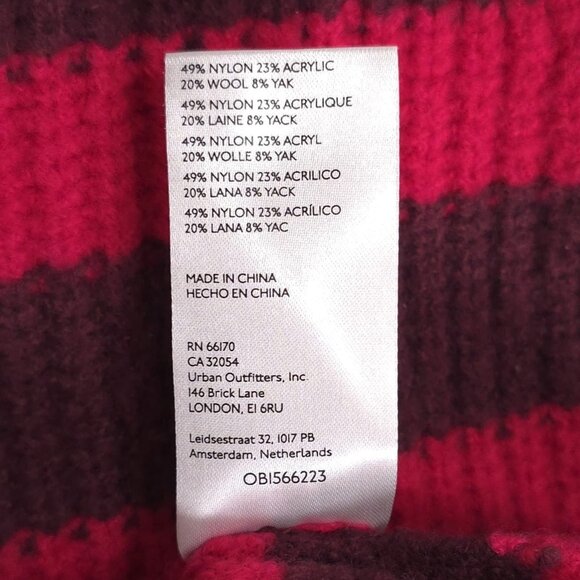 49% NYLON 23% ACRYLIC
20% WOOL 8% YAK
49% NYLON 23% ACRYLIQUE
20% LAINE 8% YACK
49% NYLON 23% ACRYL
20% WOLLE 8% YAK
49% NYLON 23% ACRILICO
20% LANA 8% YACK
49% NYLON 23% ACRÍLICO
20% LANA 8% YAC
MADE IN CHINA
HECHO EN CHINA
RN 66170
CA 32054
Urban Outfitters, Inc.
146 Brick Lane
LONDON, E1 6RU
Leidsestraat 32, 1017 PB
Amsterdam, Netherlands
OB1566223